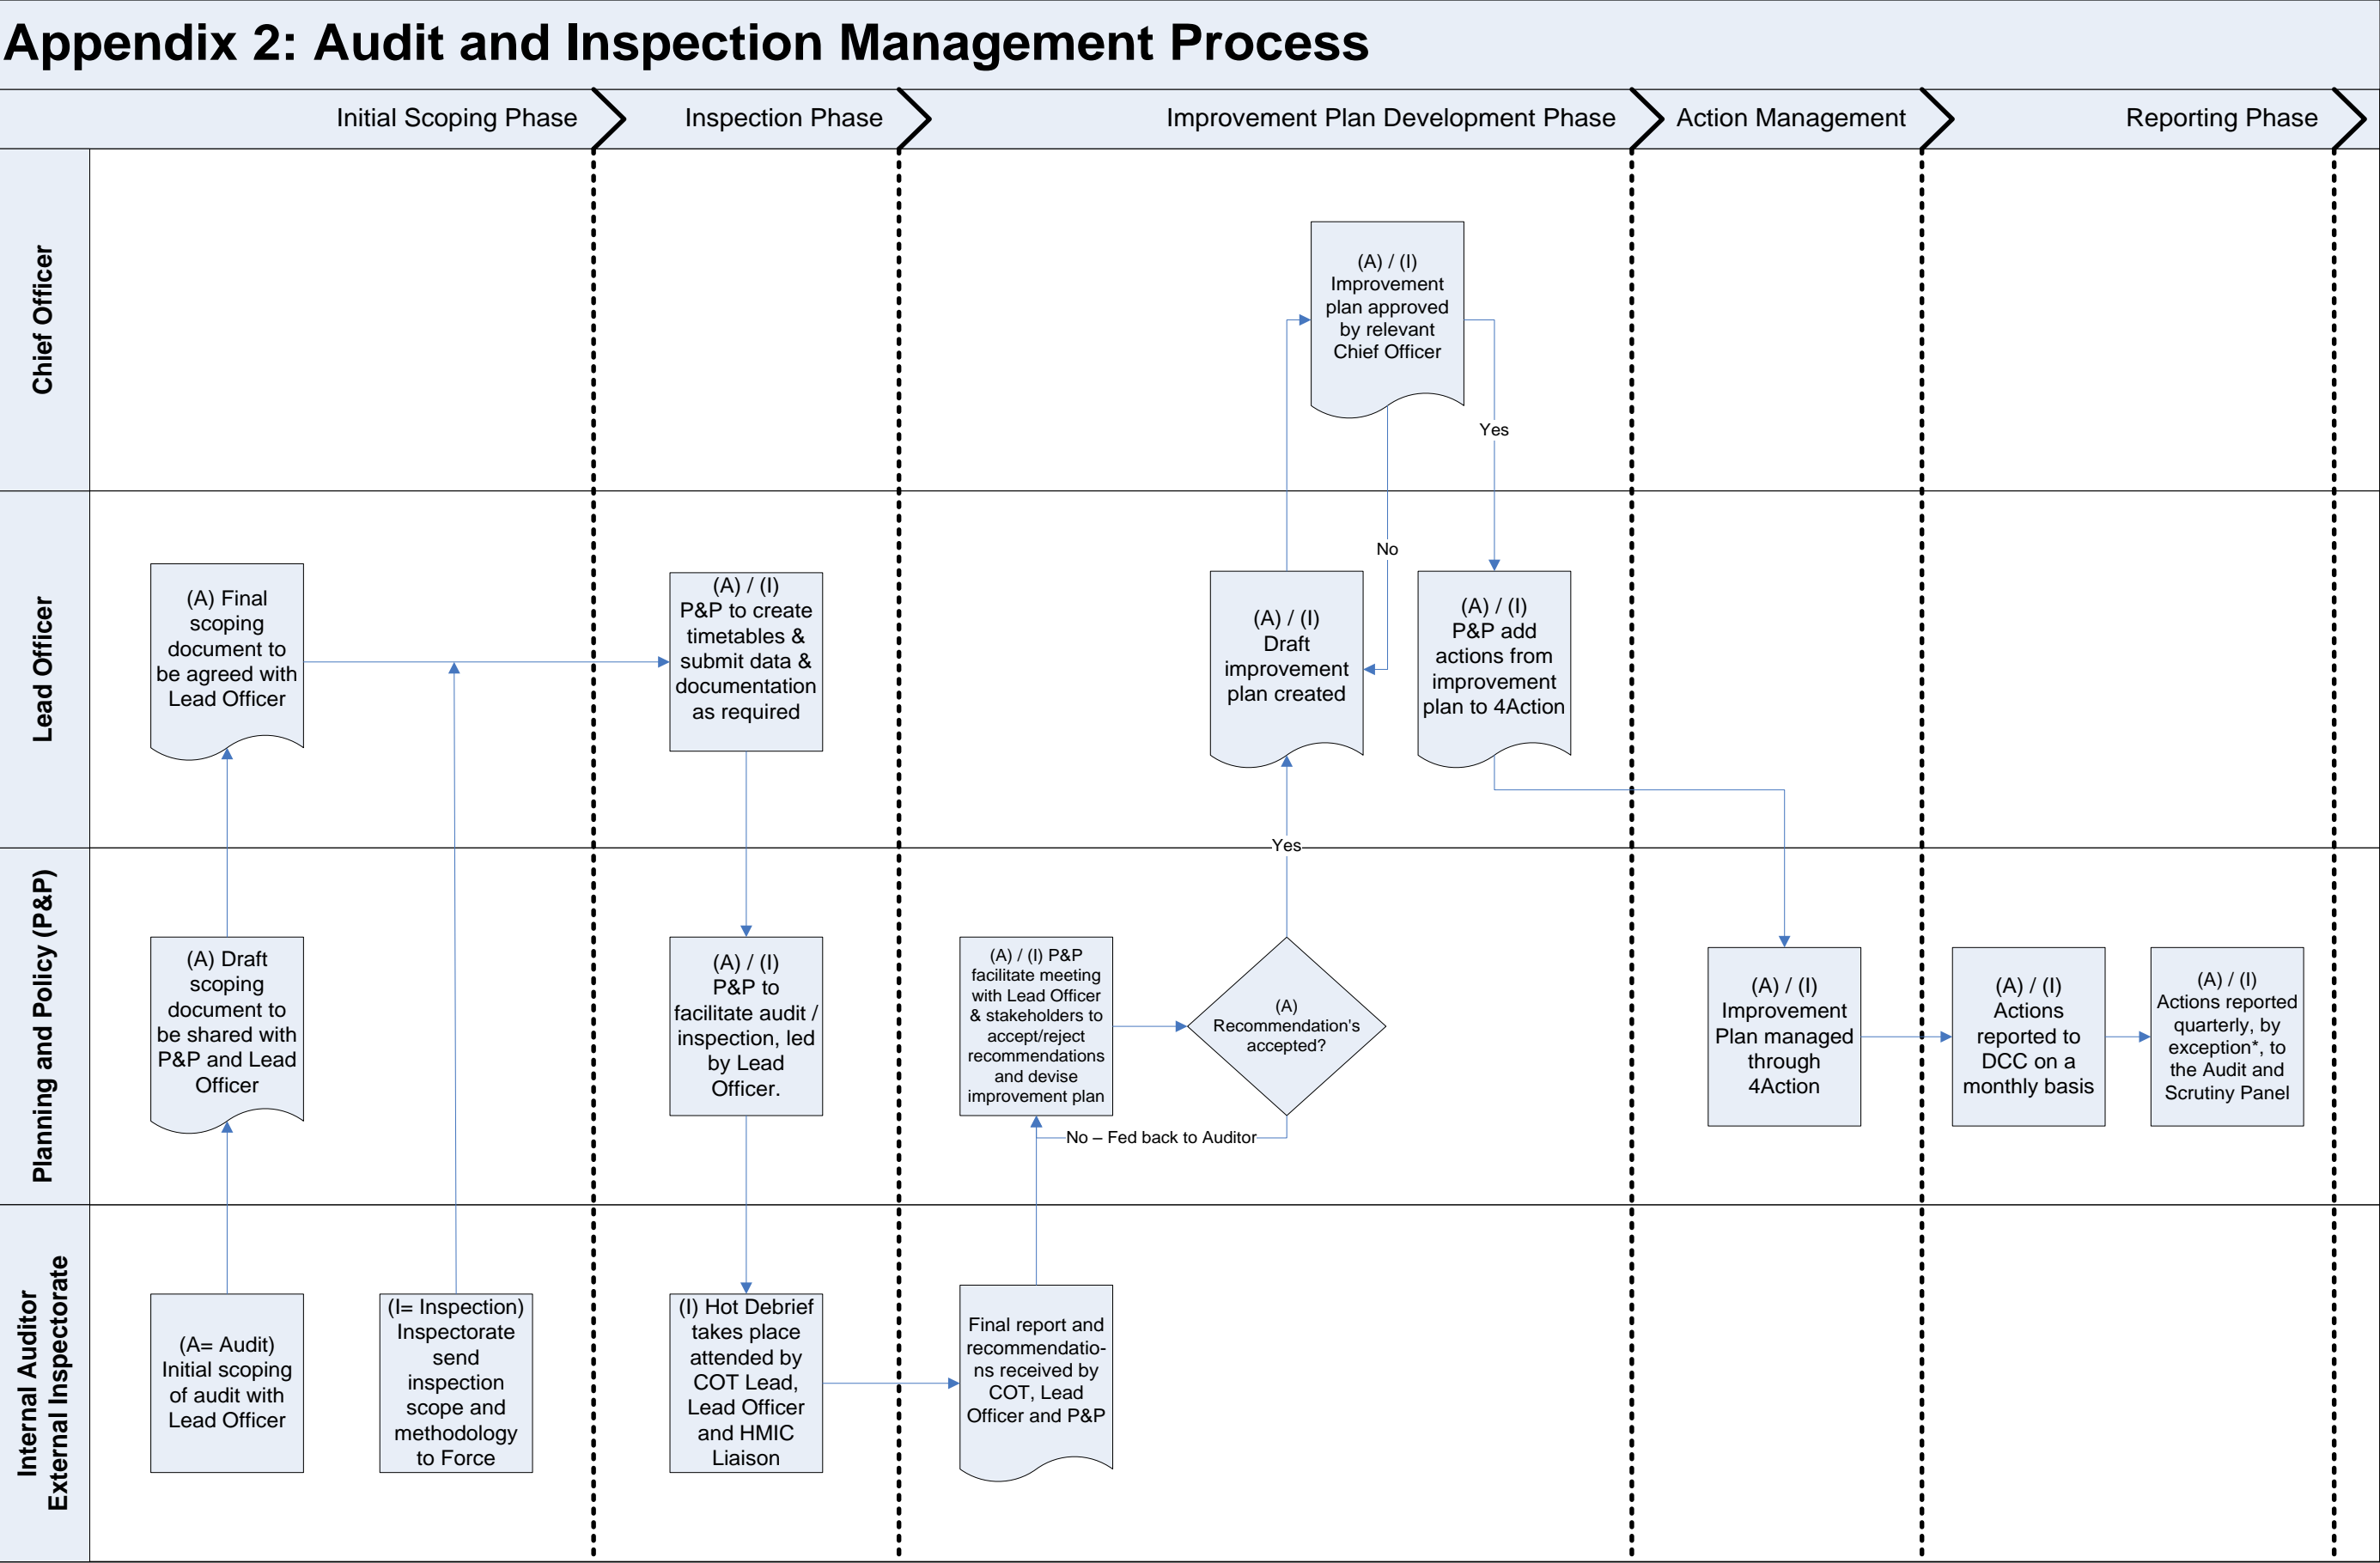 Appendix 2: Audit and Inspection Management Process
Initial Scoping Phase
Inspection Phase
Improvement Plan Development Phase
Action Management
Reporting Phase
Chief Officer
(A) / (I)
Improvement
plan approved
by relevant
Chief Officer
Yes
No
Lead Officer
(A) Final
scoping
document to
be agreed with
Lead Officer
(A) / (I)
P&P to create
timetables &
submit data &
documentation
as required
(A) / (I)
Draft
improvement
plan created
(A) / (I)
P&P add
actions from
improvement
plan to 4Action
Yes
Planning and Policy (P&P)
(A) Draft
scoping
document to
be shared with
P&P and Lead
Officer
(A) / (I)
P&P to
facilitate audit /
inspection, led
by Lead
Officer.
(A) / (I) P&P
facilitate meeting
with Lead Officer
& stakeholders to
accept/reject
recommendations
and devise
improvement plan
(A)
Recommendation's
accepted?
No – Fed back to Auditor
(A) / (I)
Improvement
Plan managed
through
4Action
(A) / (I)
Actions
reported to
DCC on a
monthly basis
(A) / (I)
Actions reported
quarterly, by
exception*, to
the Audit and
Scrutiny Panel
Internal Auditor
External Inspectorate
(A= Audit)
Initial scoping
of audit with
Lead Officer
(I= Inspection)
Inspectorate
send
inspection
scope and
methodology
to Force
(I) Hot Debrief
takes place
attended by
COT Lead,
Lead Officer
and HMIC
Liaison
Final report and
recommendatio-
ns received by
COT, Lead
Officer and P&P